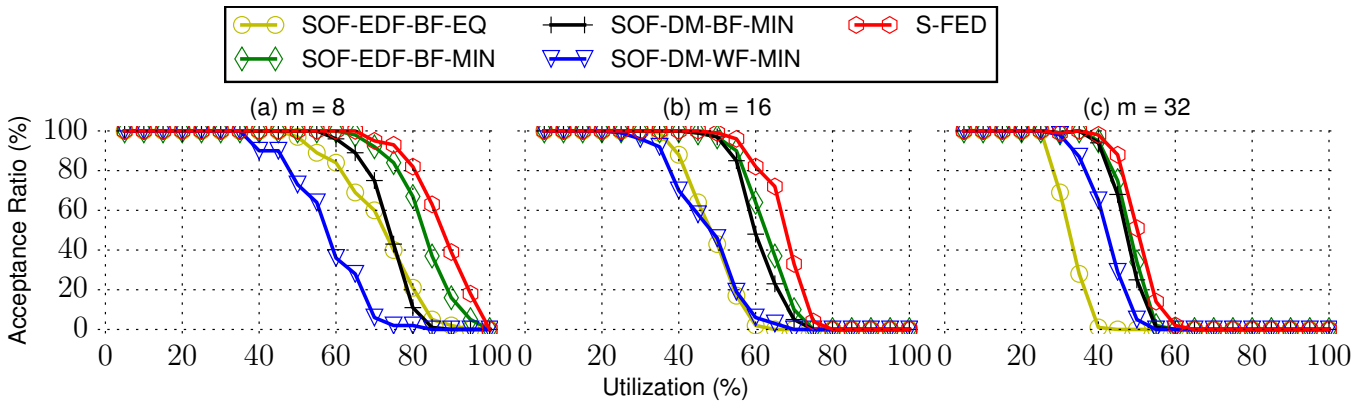 SOF-EDF-BF-EQ SOF-DM-BF-MIN S-FED
SOF-EDF-BF-MIN SOF-DM-WF-MIN
(a) m = 8 (b) m = 16 (c) m = 32
Acceptance Ratio (%)
100
80
60
40
20
0
0 20 40 60 80 100 0 20 40 60 80 100 0 20 40 60 80 100
Utilization (%)